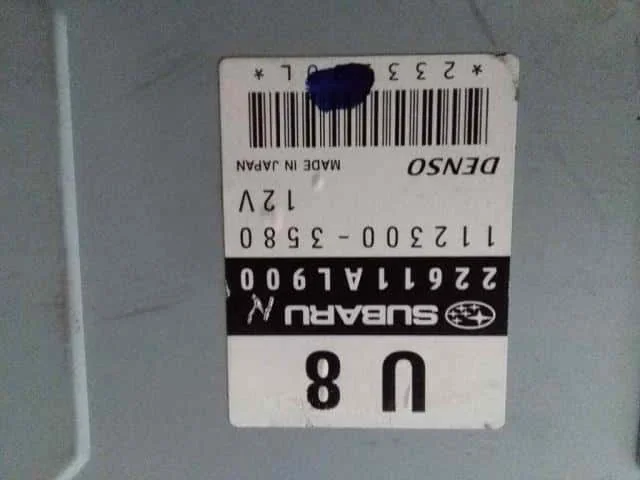 U 8
SUBARU N
22611AL900
112300-3580
12V
DENSO MADE IN JAPAN